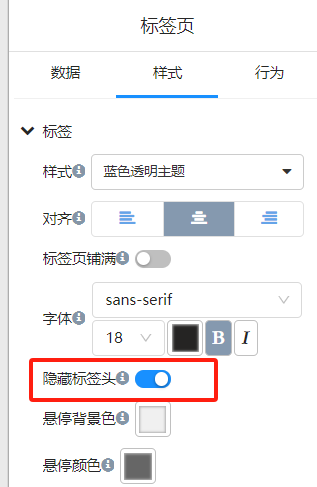 标签页
数据 样式 行为
标签
样式 蓝色透明主题
对齐
标签页铺满
sans-serif
字体
18 B I
隐藏标签头
悬停背景色
悬停颜色